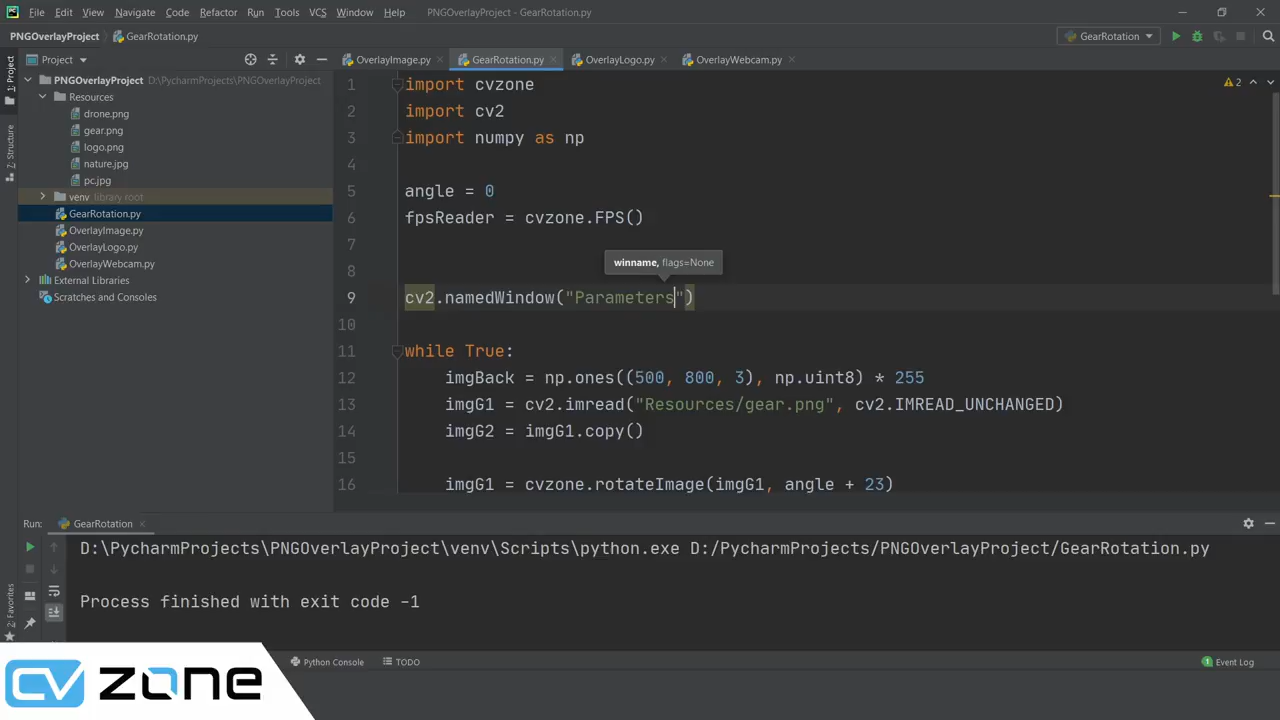 File Edit View Navigate Code Refactor Run Tools VCS Window Help PNGOverlayProject - GearRotation.py
PNGOverlayProject GearRotation.py GearRotation
Project OverlayImage.py GearRotation.py OverlayLogo.py OverlayWebcam.py
1: Project
Z: Structure
2: Favorites
PNGOverlayProject D:\PycharmProjects\PNGOverlayProject
Resources
drone.png
gear.png
logo.png
nature.jpg
pc.jpg
venv library root
GearRotation.py
OverlayImage.py
OverlayLogo.py
OverlayWebcam.py
External Libraries
Scratches and Consoles
2
1 import cvzone
2 import cv2
3 import numpy as np
4
5 angle = 0
6 fpsReader = cvzone.FPS()
7
8
winname, flags=None
9 cv2.namedWindow("Parameters")
10
11 while True:
12 imgBack = np.ones((500, 800, 3), np.uint8) * 255
13 imgG1 = cv2.imread("Resources/gear.png", cv2.IMREAD_UNCHANGED)
14 imgG2 = imgG1.copy()
15
16 imgG1 = cvzone.rotateImage(imgG1, angle + 23)
Run: GearRotation
D:\PycharmProjects\PNGOverlayProject\venv\Scripts\python.exe D:/PycharmProjects/PNGOverlayProject/GearRotation.py
Process finished with exit code -1
Python Console TODO 1 Event Log
CV ZONE